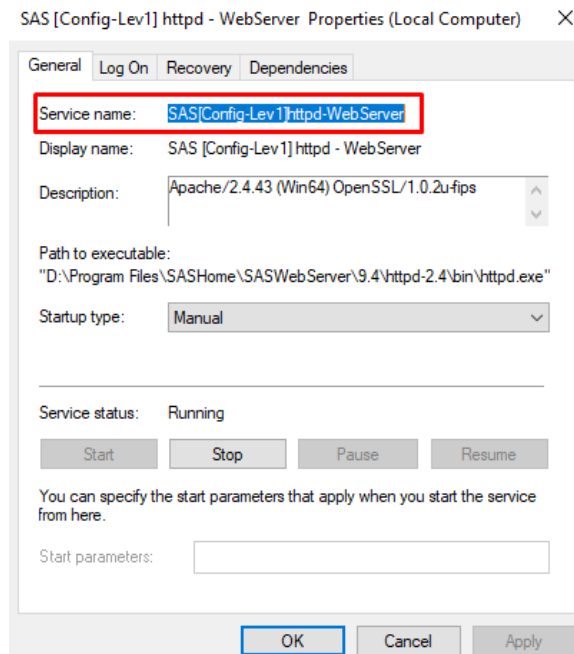 SAS [Config-Lev1] httpd - WebServer Properties (Local Computer)
General Log On Recovery Dependencies
Service name: SAS[Config-Lev1]httpd-WebServer
Display name: SAS [Config-Lev1] httpd - WebServer
Description: Apache/2.4.43 (Win64) OpenSSL/1.0.2u-fips
Path to executable:
"D:\Program Files\SASHome\SASWebServer\9.4\httpd-2.4\bin\httpd.exe"
Startup type: Manual
Service status: Running
Start Stop Pause Resume
You can specify the start parameters that apply when you start the service
from here.
Start parameters:
OK Cancel Apply